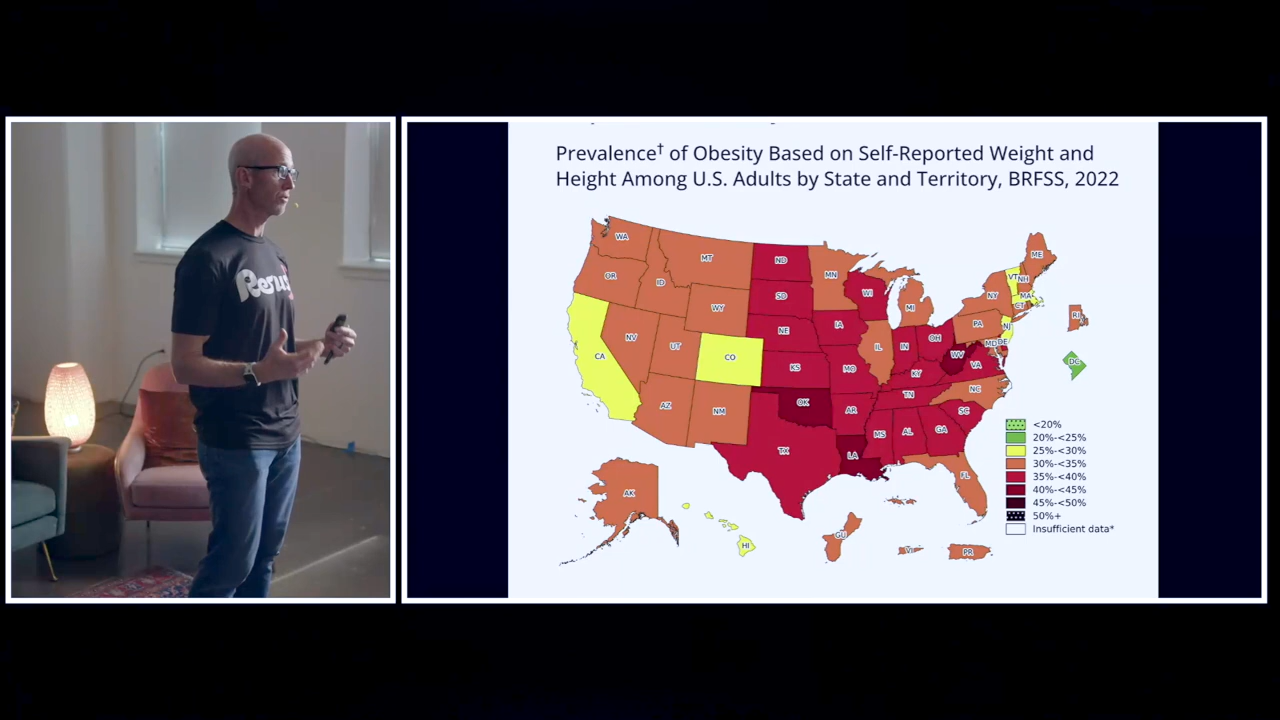 Prevalence† of Obesity Based on Self-Reported Weight and
Height Among U.S. Adults by State and Territory, BRFSS, 2022
WA
MT
ND
MN
ME
OR
ID
SD
WI
MI
VT
NH
NY
MA
CT
RI
WY
NE
IA
PA
NJ
NV
UT
CO
IL
IN
OH
MD
DE
DC
CA
KS
MO
KY
WV
VA
AZ
NM
OK
AR
TN
NC
SC
TX
LA
MS
AL
GA
FL
AK
HI
GU
VI
PR
<20%
20%-<25%
25%-<30%
30%-<35%
35%-<40%
40%-<45%
45%-<50%
50%+
Insufficient data*